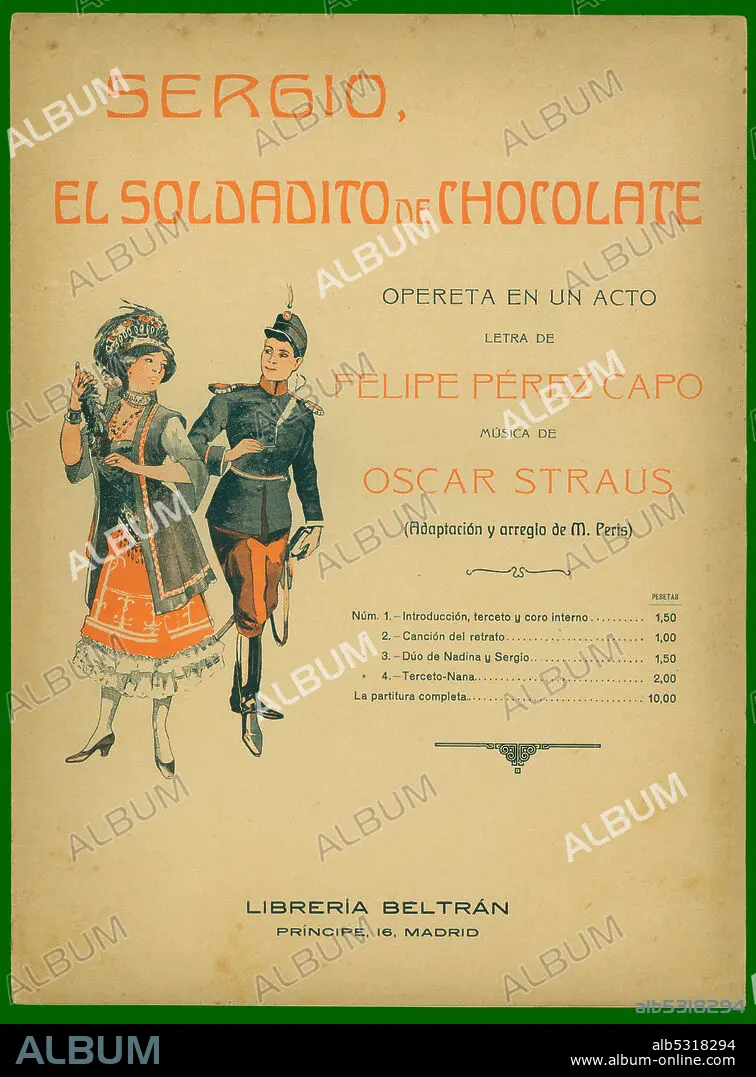 SERGIO,
EL SOLDADITO DE CHOCOLATE
OPERETA EN UN ACTO
LETRA DE
FELIPE PÉREZ CAPO
MÚSICA DE
OSCAR STRAUS
(Adaptación y arreglo de M. Peris)
PESETAS
Núm. 1.–Introducción, terceto y coro interno.......... 1,50
2.–Canción del retrato.......... 1,00
3.–Dúo de Nadina y Sergio.......... 1,50
» 4.–Terceto-Nana.......... 2,00
La partitura completa.......... 10,00
LIBRERÍA BELTRÁN
PRÍNCIPE, 16, MADRID
alb5318294
ALBUM
alb5318294
www.album-online.com